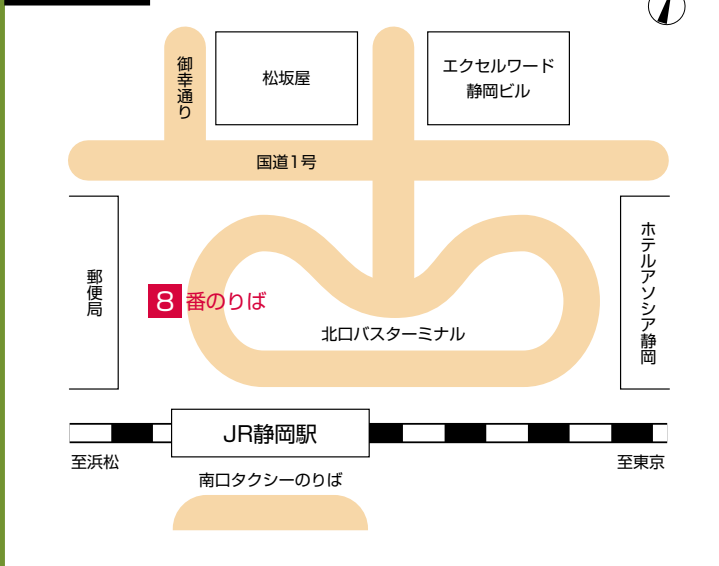 御幸通り
松坂屋
エクセルワード
静岡ビル
国道1号
郵便局
8番のりば
北口バスターミナル
ホテルアソシア静岡
JR静岡駅
至浜松
至東京
南口タクシーのりば